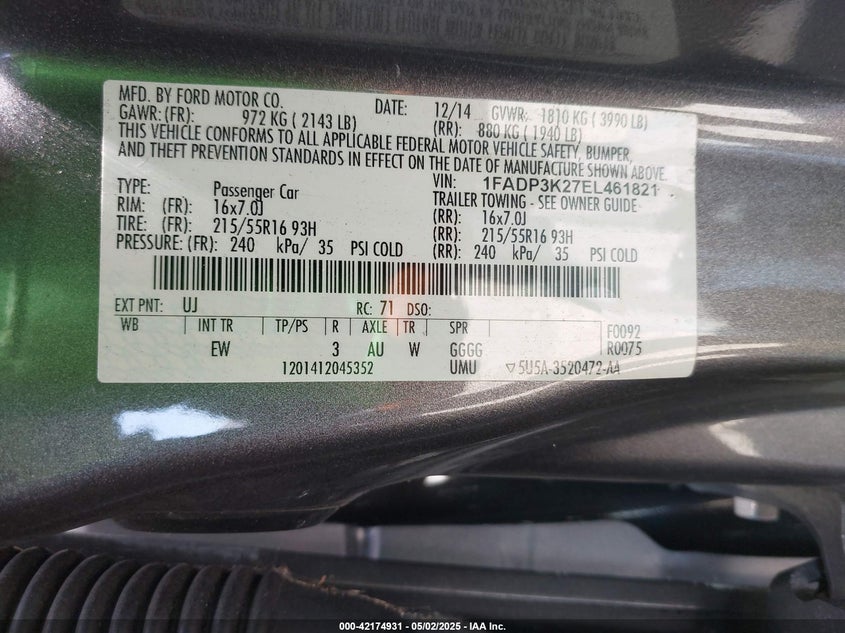 MFD. BY FORD MOTOR CO. DATE: 12/14 GVWR: 1810 KG ( 3990 LB)
GAWR: (FR): 972 KG ( 2143 LB) (RR): 880 KG ( 1940 LB)
THIS VEHICLE CONFORMS TO ALL APPLICABLE FEDERAL MOTOR VEHICLE SAFETY, BUMPER,
AND THEFT PREVENTION STANDARDS IN EFFECT ON THE DATE OF MANUFACTURE SHOWN ABOVE.
VIN: 1FADP3K27EL461821
TYPE: Passenger Car TRAILER TOWING - SEE OWNER GUIDE
RIM: (FR): 16x7.0J (RR): 16x7.0J
TIRE: (FR): 215/55R16 93H (RR): 215/55R16 93H
PRESSURE: (FR): 240 kPa/ 35 PSI COLD (RR): 240 kPa/ 35 PSI COLD
EXT PNT: UJ RC: 71 DSO:
WB INT TR TP/PS R AXLE TR SPR F0092
EW 3 AU W GGGG R0075
1201412045352 UMU ▽5U5A-3520472-AA
000-42174931 - 05/02/2025 - IAA Inc.